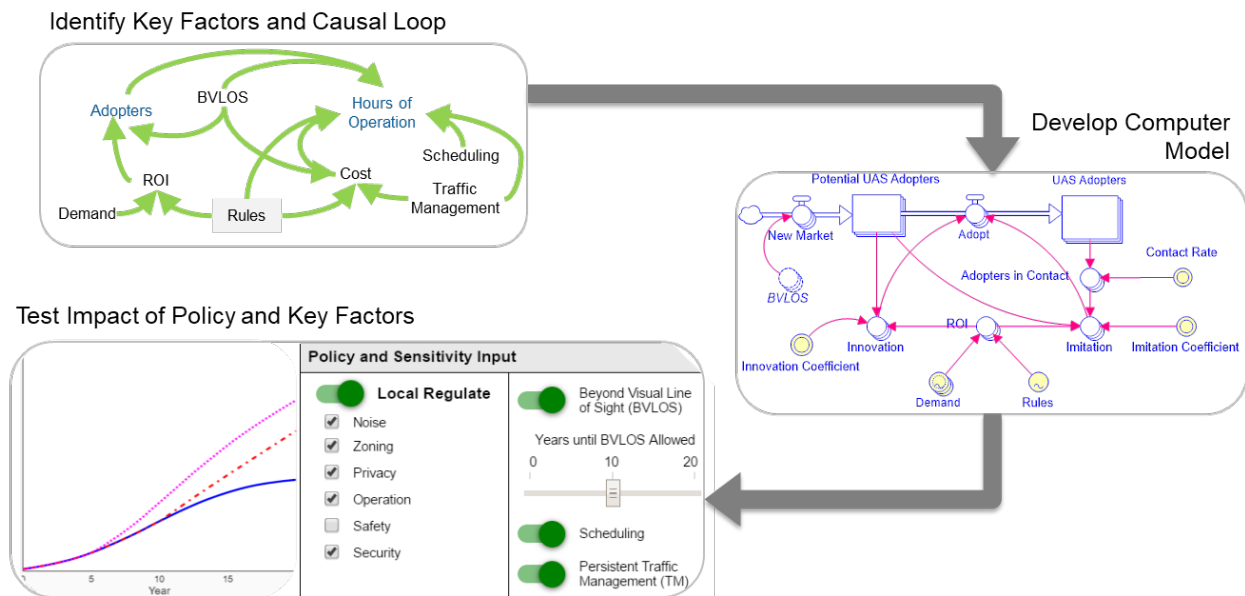 Identify Key Factors and Causal Loop
Adopters
BVLOS
Hours of
Operation
Scheduling
ROI
Cost
Traffic
Management
Demand
Rules
Develop Computer
Model
Potential UAS Adopters
UAS Adopters
New Market
Adopt
Contact Rate
Adopters in Contact
BVLOS
ROI
Innovation
Imitation
Imitation Coefficient
Innovation Coefficient
Demand
Rules
Test Impact of Policy and Key Factors
Policy and Sensitivity Input
Local Regulate
Noise
Zoning
Privacy
Operation
Safety
Security
Beyond Visual Line
of Sight (BVLOS)
Years until BVLOS Allowed
0 10 20
Scheduling
Persistent Traffic
Management (TM)
0 5 10 15
Year